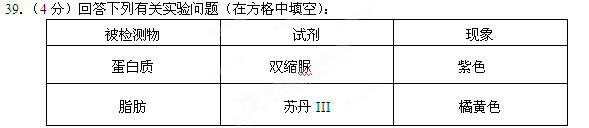 39.（4 分）回答下列有关实验问题（在方格中填空）：
被检测物 试剂 现象
蛋白质 双缩脲 紫色
脂肪 苏丹 III 橘黄色